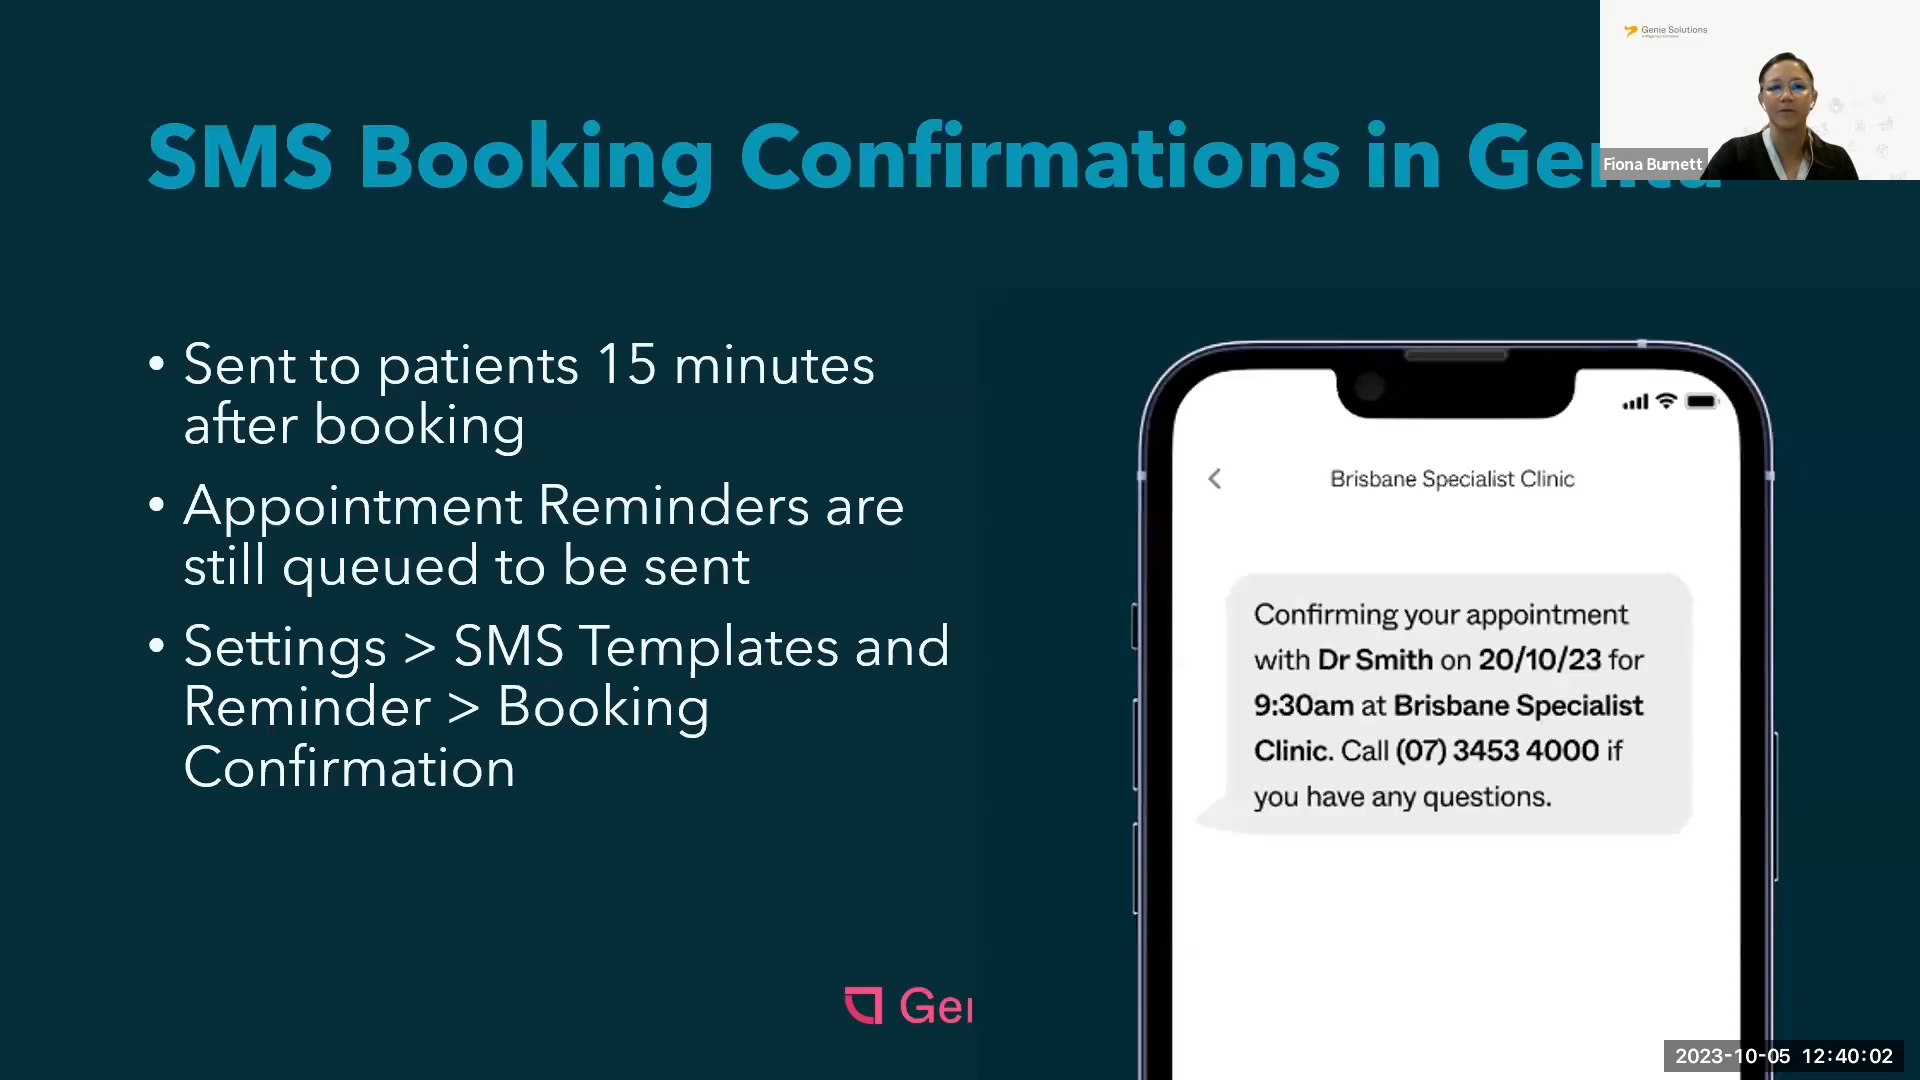 Genie Solutions
Fiona Burnett
SMS Booking Confirmations in
• Sent to patients 15 minutes
after booking
• Appointment Reminders are
still queued to be sent
• Settings > SMS Templates and
Reminder > Booking
Confirmation
Brisbane Specialist Clinic
Confirming your appointment
with Dr Smith on 20/10/23 for
9:30am at Brisbane Specialist
Clinic. Call (07) 3453 4000 if
you have any questions.
2023-10-05 12:40:02